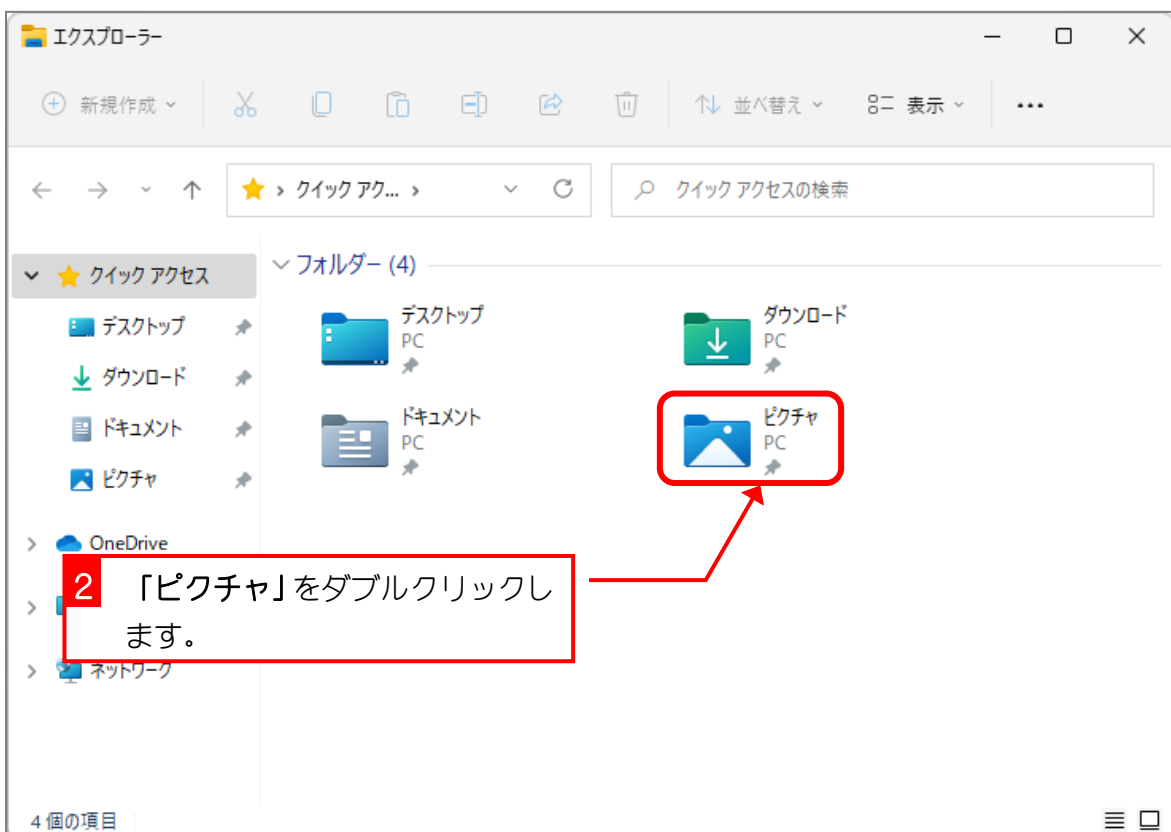 エクスプローラー
新規作成
並べ替え
表示
クイック アク...
クイック アクセスの検索
クイック アクセス
デスクトップ
ダウンロード
ドキュメント
ピクチャ
OneDrive
ネットワーク
フォルダー (4)
デスクトップ
PC
ダウンロード
PC
ドキュメント
PC
ピクチャ
PC
2 「ピクチャ」をダブルクリックし
ます。
4 個の項目